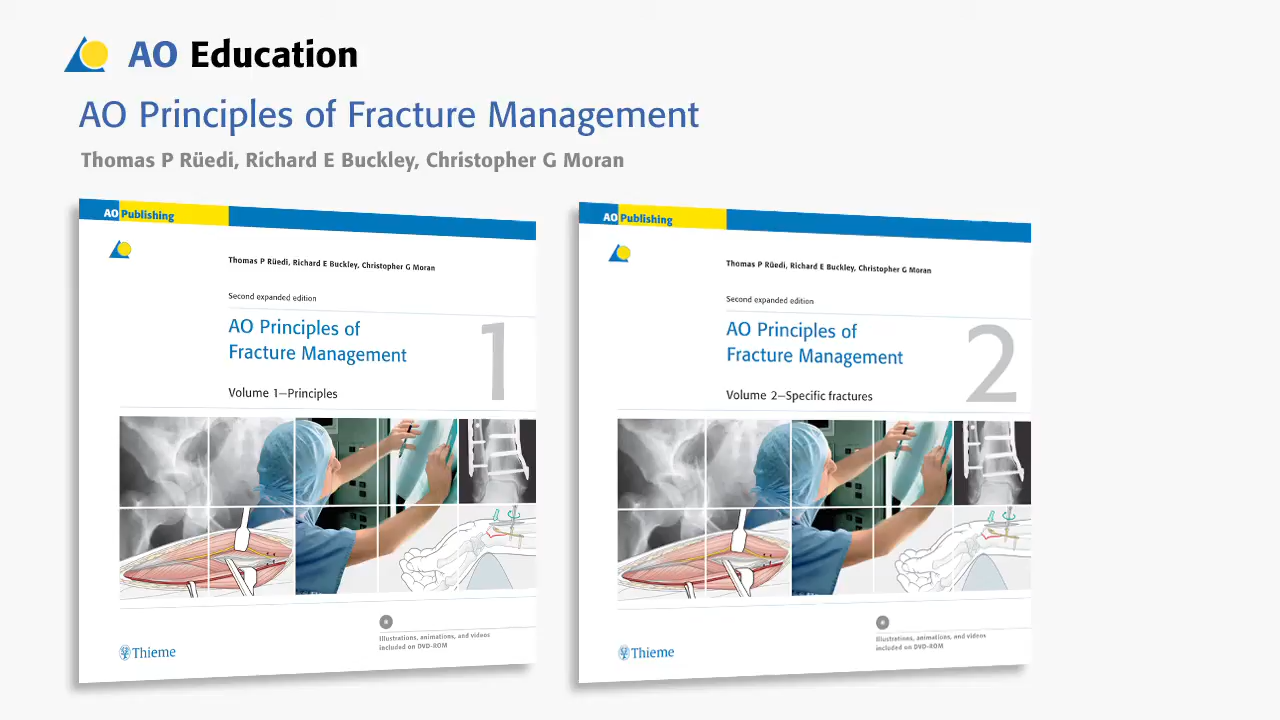 AO Education
AO Principles of Fracture Management
Thomas P Rüedi, Richard E Buckley, Christopher G Moran
AO Publishing
Thomas P Rüedi, Richard E Buckley, Christopher G Moran
Second expanded edition
AO Principles of
Fracture Management
1
Volume 1—Principles
Illustrations, animations, and videos
included on DVD-ROM
Thieme
AO Publishing
Thomas P Rüedi, Richard E Buckley, Christopher G Moran
Second expanded edition
AO Principles of
Fracture Management
2
Volume 2—Specific fractures
Illustrations, animations, and videos
included on DVD-ROM
Thieme